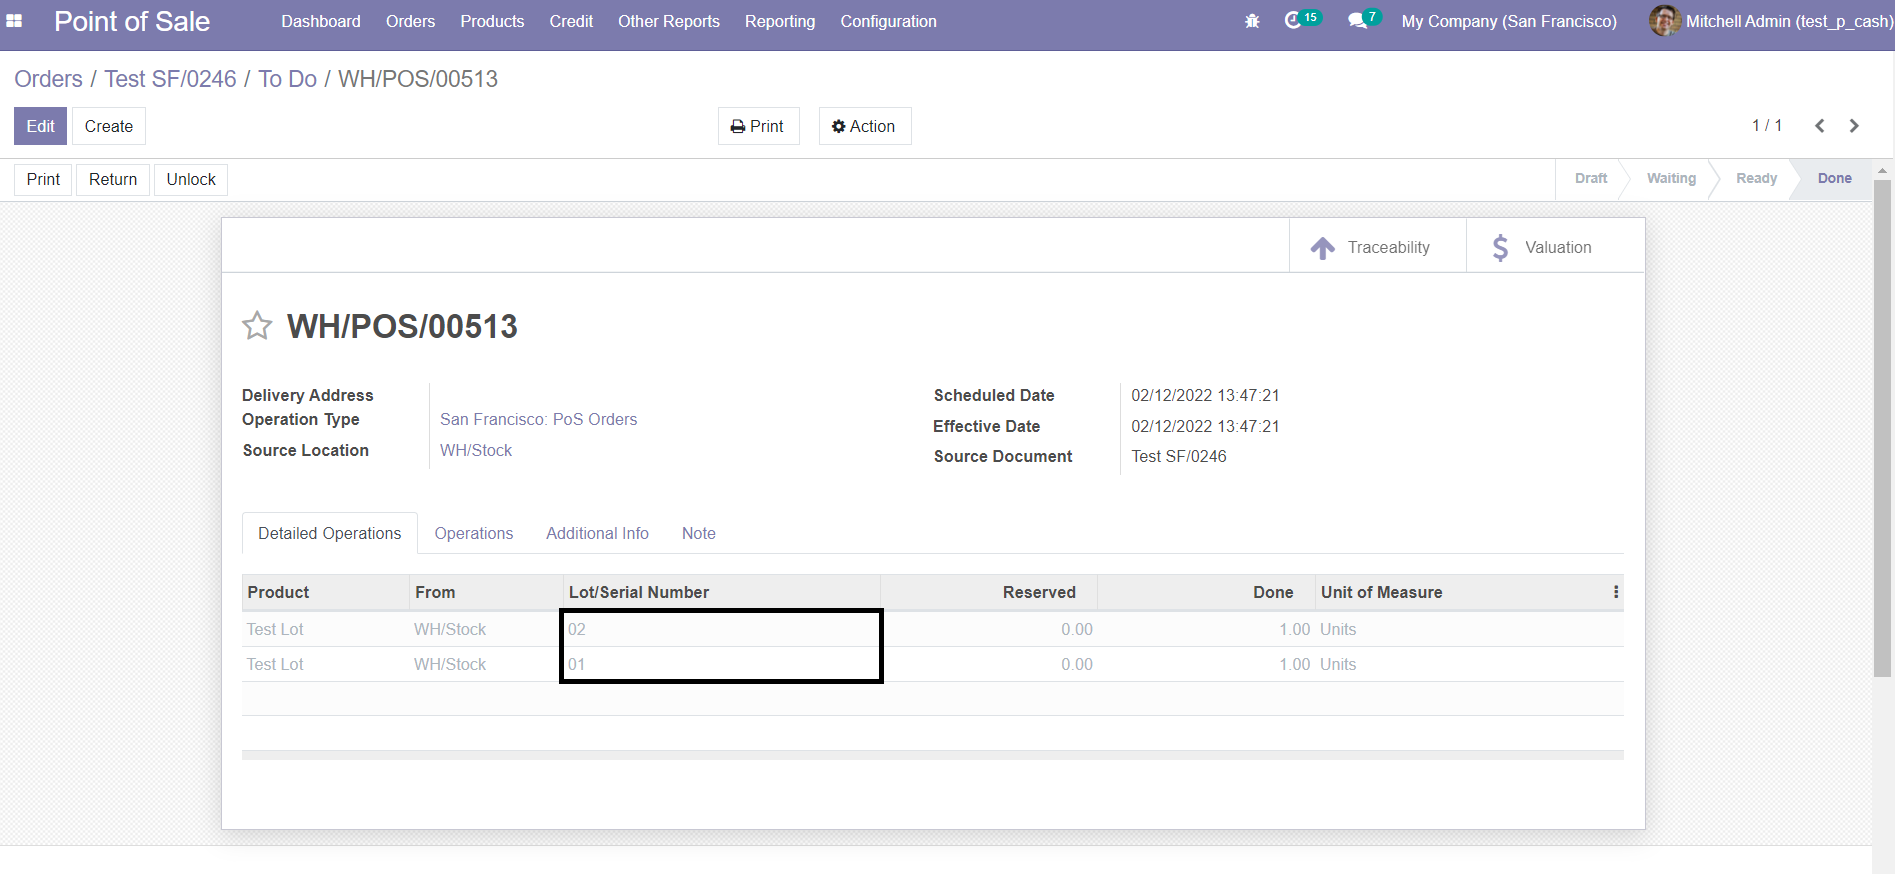 Point of Sale Dashboard Orders Products Credit Other Reports Reporting Configuration 15 7 My Company (San Francisco) Mitchell Admin (test_p_cash)
Orders / Test SF/0246 / To Do / WH/POS/00513
Edit Create Print Action 1 / 1
Print Return Unlock Draft Waiting Ready Done
Traceability $ Valuation
WH/POS/00513
Delivery Address
Operation Type San Francisco: PoS Orders
Source Location WH/Stock
Scheduled Date 02/12/2022 13:47:21
Effective Date 02/12/2022 13:47:21
Source Document Test SF/0246
Detailed Operations Operations Additional Info Note
Product From Lot/Serial Number Reserved Done Unit of Measure
Test Lot WH/Stock 02 0.00 1.00 Units
Test Lot WH/Stock 01 0.00 1.00 Units